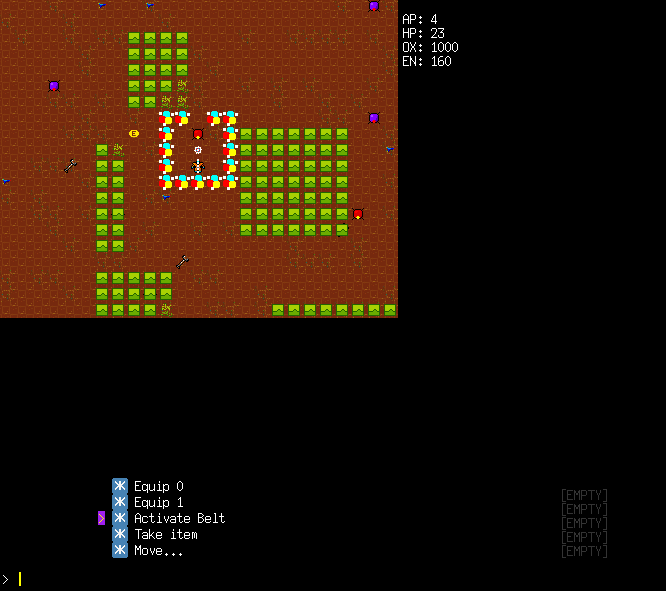 AP: 4
HP: 23
OX: 1000
EN: 160
E
Equip 0
Equip 1
> Activate Belt
Take item
Move...
[EMPTY]
[EMPTY]
[EMPTY]
[EMPTY]
[EMPTY]
>